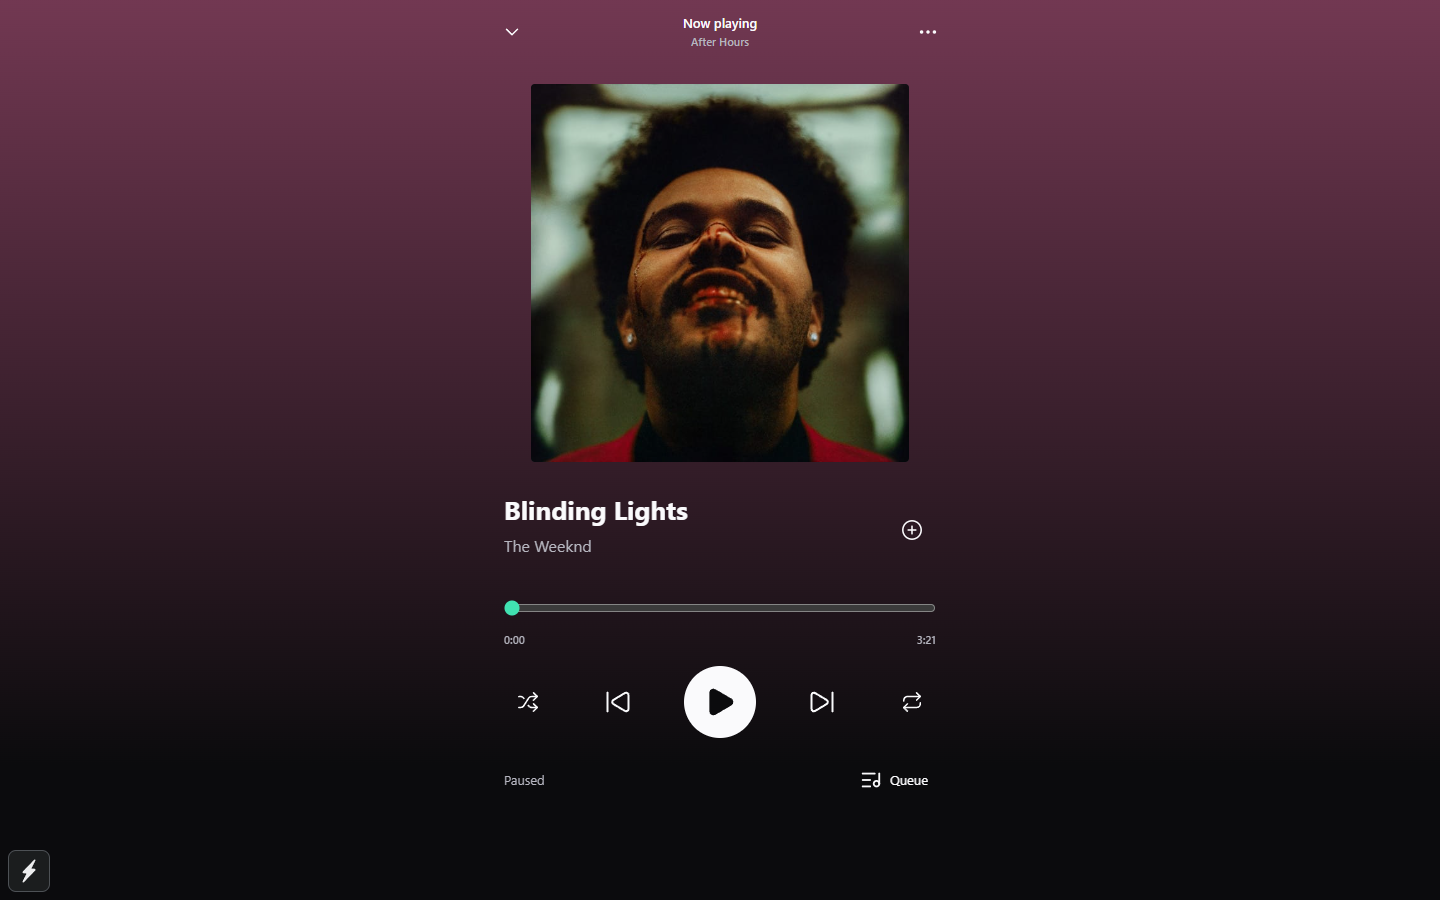 Now playing
After Hours
Blinding Lights
The Weeknd
0:00
3:21
Paused
Queue